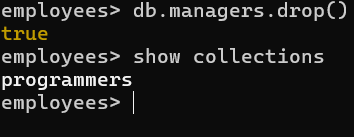 employees> db.managers.drop()
true
employees> show collections
programmers
employees>